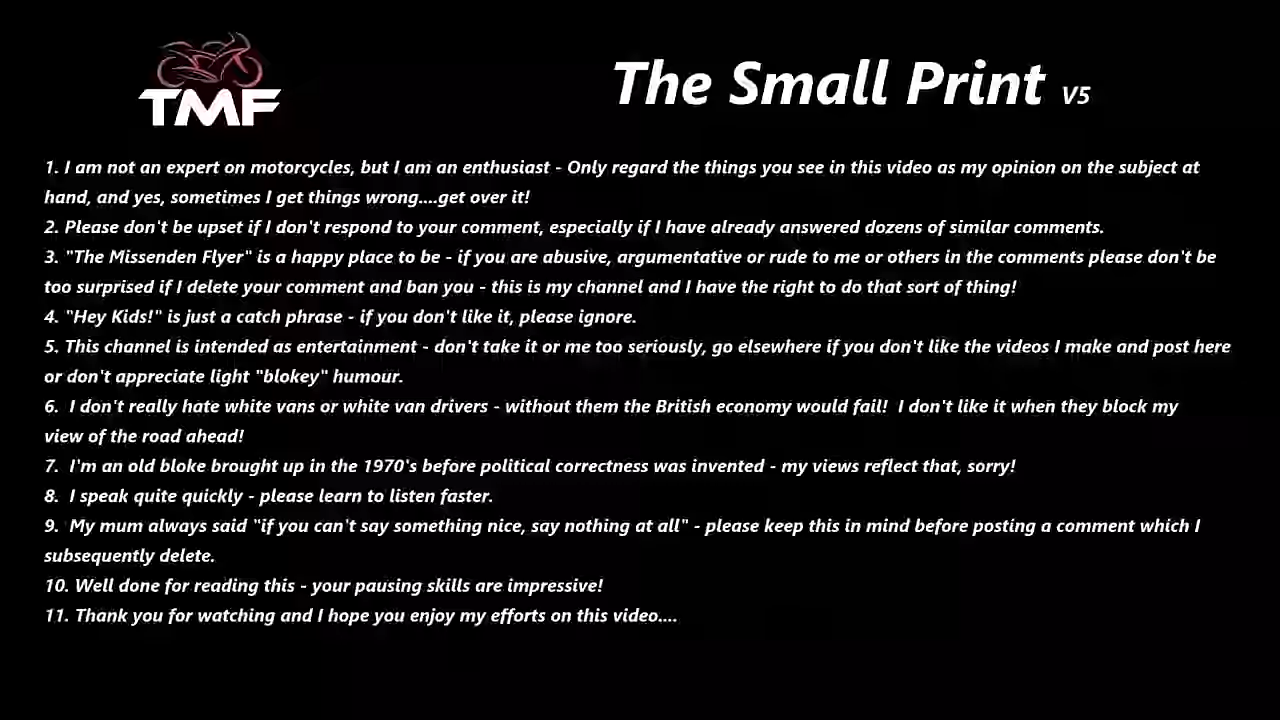 TMF
The Small Print V5
1. I am not an expert on motorcycles, but I am an enthusiast - Only regard the things you see in this video as my opinion on the subject at
hand, and yes, sometimes I get things wrong....get over it!
2. Please don't be upset if I don't respond to your comment, especially if I have already answered dozens of similar comments.
3. "The Missenden Flyer" is a happy place to be - if you are abusive, argumentative or rude to me or others in the comments please don't be
too surprised if I delete your comment and ban you - this is my channel and I have the right to do that sort of thing!
4. "Hey Kids!" is just a catch phrase - if you don't like it, please ignore.
5. This channel is intended as entertainment - don't take it or me too seriously, go elsewhere if you don't like the videos I make and post here
or don't appreciate light "blokey" humour.
6.  I don't really hate white vans or white van drivers - without them the British economy would fail!  I don't like it when they block my
view of the road ahead!
7.  I'm an old bloke brought up in the 1970's before political correctness was invented - my views reflect that, sorry!
8.  I speak quite quickly - please learn to listen faster.
9.  My mum always said "if you can't say something nice, say nothing at all" - please keep this in mind before posting a comment which I
subsequently delete.
10. Well done for reading this - your pausing skills are impressive!
11. Thank you for watching and I hope you enjoy my efforts on this video....